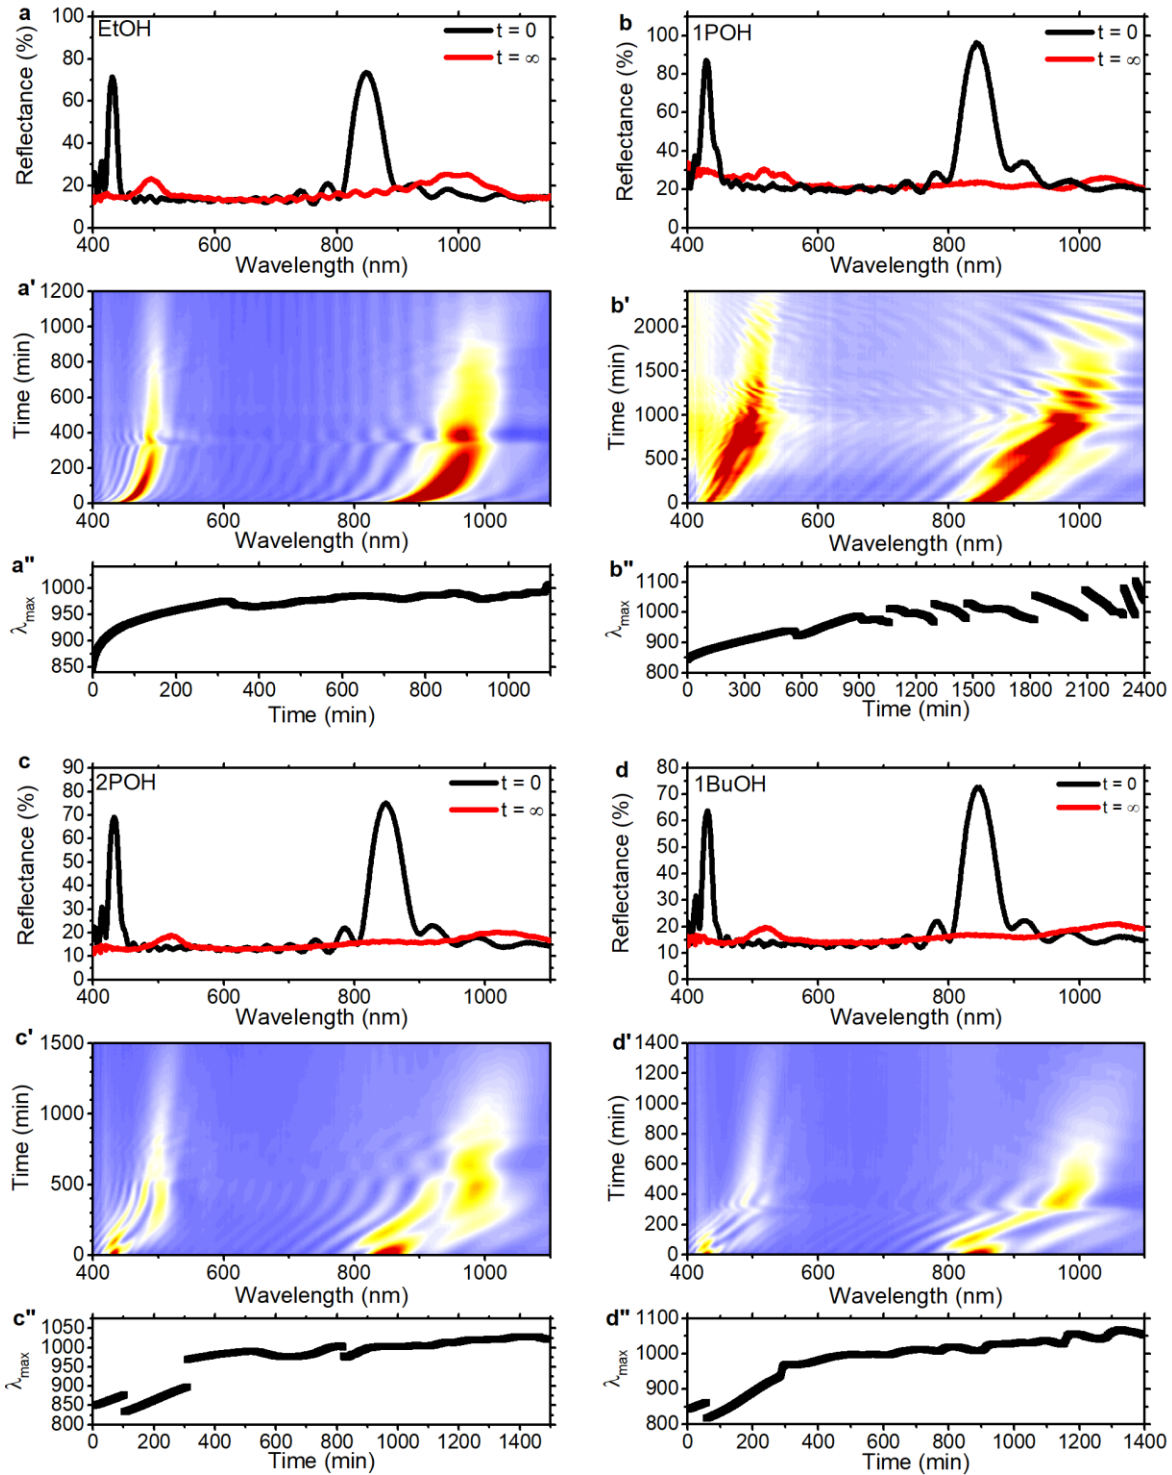 a
EtOH
t = 0
t = ∞
Reflectance (%)
100
80
60
40
20
0
400 600 800 1000
Wavelength (nm)
b
1POH
t = 0
t = ∞
Reflectance (%)
100
80
60
40
20
0
400 600 800 1000
Wavelength (nm)
a'
Time (min)
1200
1000
800
600
400
200
0
400 600 800 1000
Wavelength (nm)
b'
Time (min)
2000
1500
1000
500
0
400 600 800 1000
Wavelength (nm)
a"
λmax
1000
950
900
850
0 200 400 600 800 1000
Time (min)
b"
λmax
1100
1000
900
800
0 300 600 900 1200 1500 1800 2100 2400
Time (min)
c
2POH
t = 0
t = ∞
Reflectance (%)
90
80
70
60
50
40
30
20
10
0
400 600 800 1000
Wavelength (nm)
d
1BuOH
t = 0
t = ∞
Reflectance (%)
80
70
60
50
40
30
20
10
0
400 600 800 1000
Wavelength (nm)
c'
Time (min)
1500
1000
500
0
400 600 800 1000
Wavelength (nm)
d'
Time (min)
1400
1200
1000
800
600
400
200
0
400 600 800 1000
Wavelength (nm)
c"
λmax
1050
1000
950
900
850
800
0 200 400 600 800 1000 1200 1400
Time (min)
d"
λmax
1100
1000
900
800
0 200 400 600 800 1000 1200 1400
Time (min)